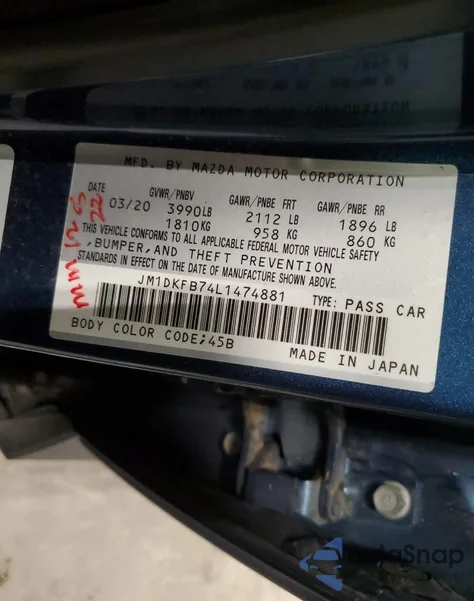 MFD. BY MAZDA MOTOR CORPORATION
DATE GVWR/PNBV GAWR/PNBE FRT GAWR/PNBE RR
03/20 3990LB 2112 LB 1896 LB
1810KG 958 KG 860 KG
THIS VEHICLE CONFORMS TO ALL APPLICABLE FEDERAL MOTOR VEHICLE SAFETY
,BUMPER,AND THEFT PREVENTION
STANDARDS IN EFFECT ON THE DATE OF MANUFACTURE SHOWN ABOVE.
JM1DKFB74L1474881 TYPE: PASS CAR
BODY COLOR CODE;45B MADE IN JAPAN
AutoSnap